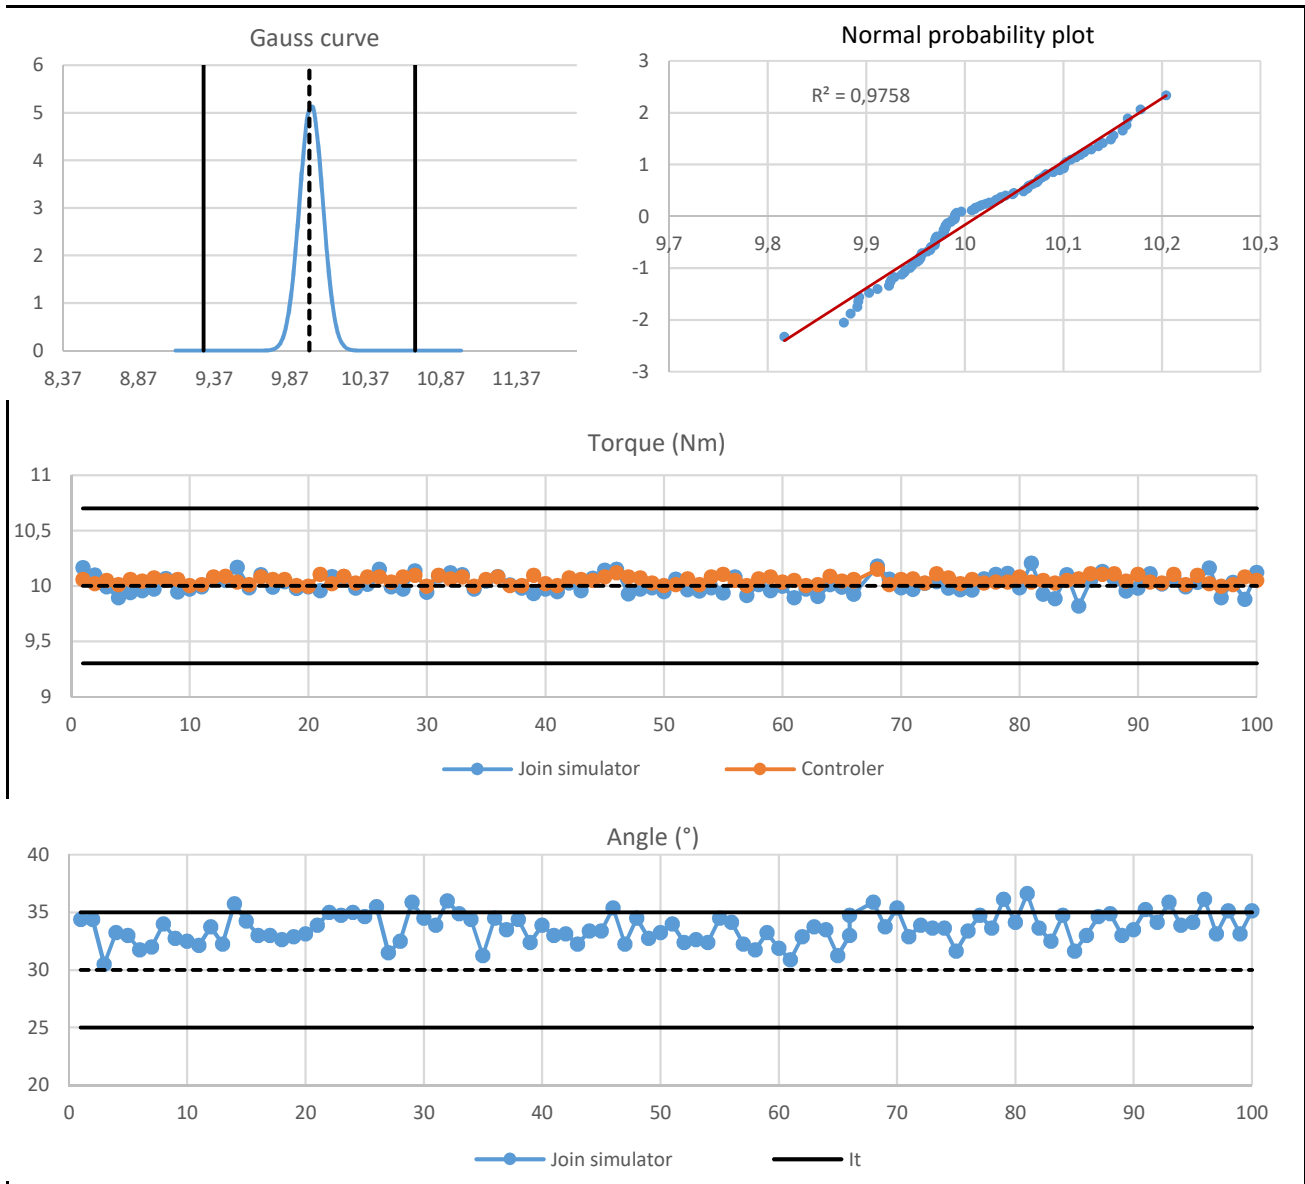 Gauss curve
6
5
4
3
2
1
0
8,37 8,87 9,37 9,87 10,37 10,87 11,37
Normal probability plot
R² = 0,9758
3
2
1
0
-1
-2
-3
9,7 9,8 9,9 10 10,1 10,2 10,3
Torque (Nm)
11
10,5
10
9,5
9
0 10 20 30 40 50 60 70 80 90 100
Join simulator Controler
Angle (°)
40
35
30
25
20
0 10 20 30 40 50 60 70 80 90 100
Join simulator It